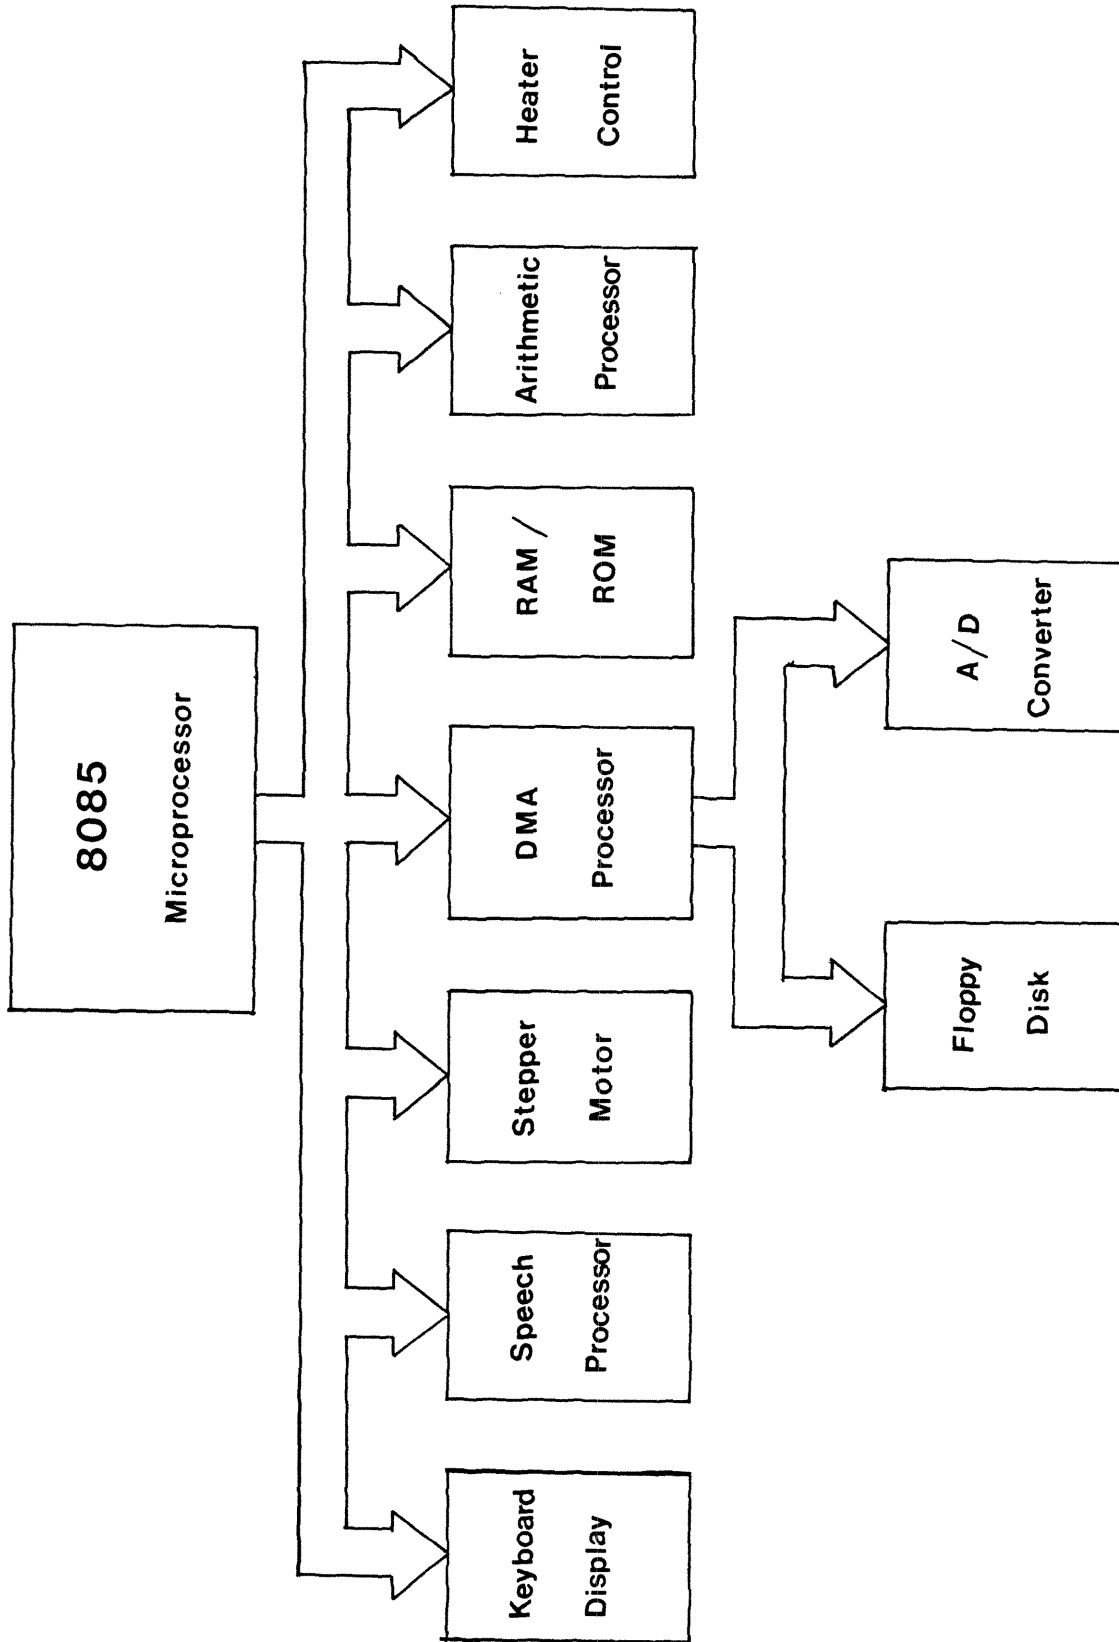 8085
Microprocessor
Keyboard
Display
Speech
Processor
Stepper
Motor
DMA
Processor
RAM /
ROM
Arithmetic
Processor
Heater
Control
Floppy
Disk
A/D
Converter